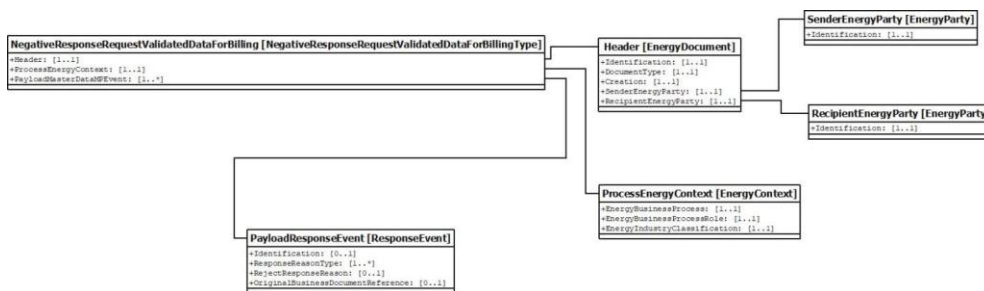 SenderEnergyParty [EnergyParty]
+Identification: [1..1]
NegativeResponseRequestValidatedDataForBilling [NegativeResponseRequestValidatedDataForBillingType]
+Header: [1..1]
+ProcessEnergyContext: [1..1]
+PayloadMasterDataMPEvent: [1..*]
Header [EnergyDocument]
+Identification: [1..1]
+DocumentType: [1..1]
+Creation: [1..1]
+SenderEnergyParty: [1..1]
+RecipientEnergyParty: [1..1]
RecipientEnergyParty [EnergyParty
+Identification: [1..1]
ProcessEnergyContext [EnergyContext]
+EnergyBusinessProcess: [1..1]
+EnergyBusinessProcessRole: [1..1]
+EnergyIndustryClassification: [1..1]
PayloadResponseEvent [ResponseEvent]
+Identification: [0..1]
+ResponseReasonType: [1..*]
+RejectResponseReason: [0..1]
+OriginalBusinessDocumentReference: [0..1]